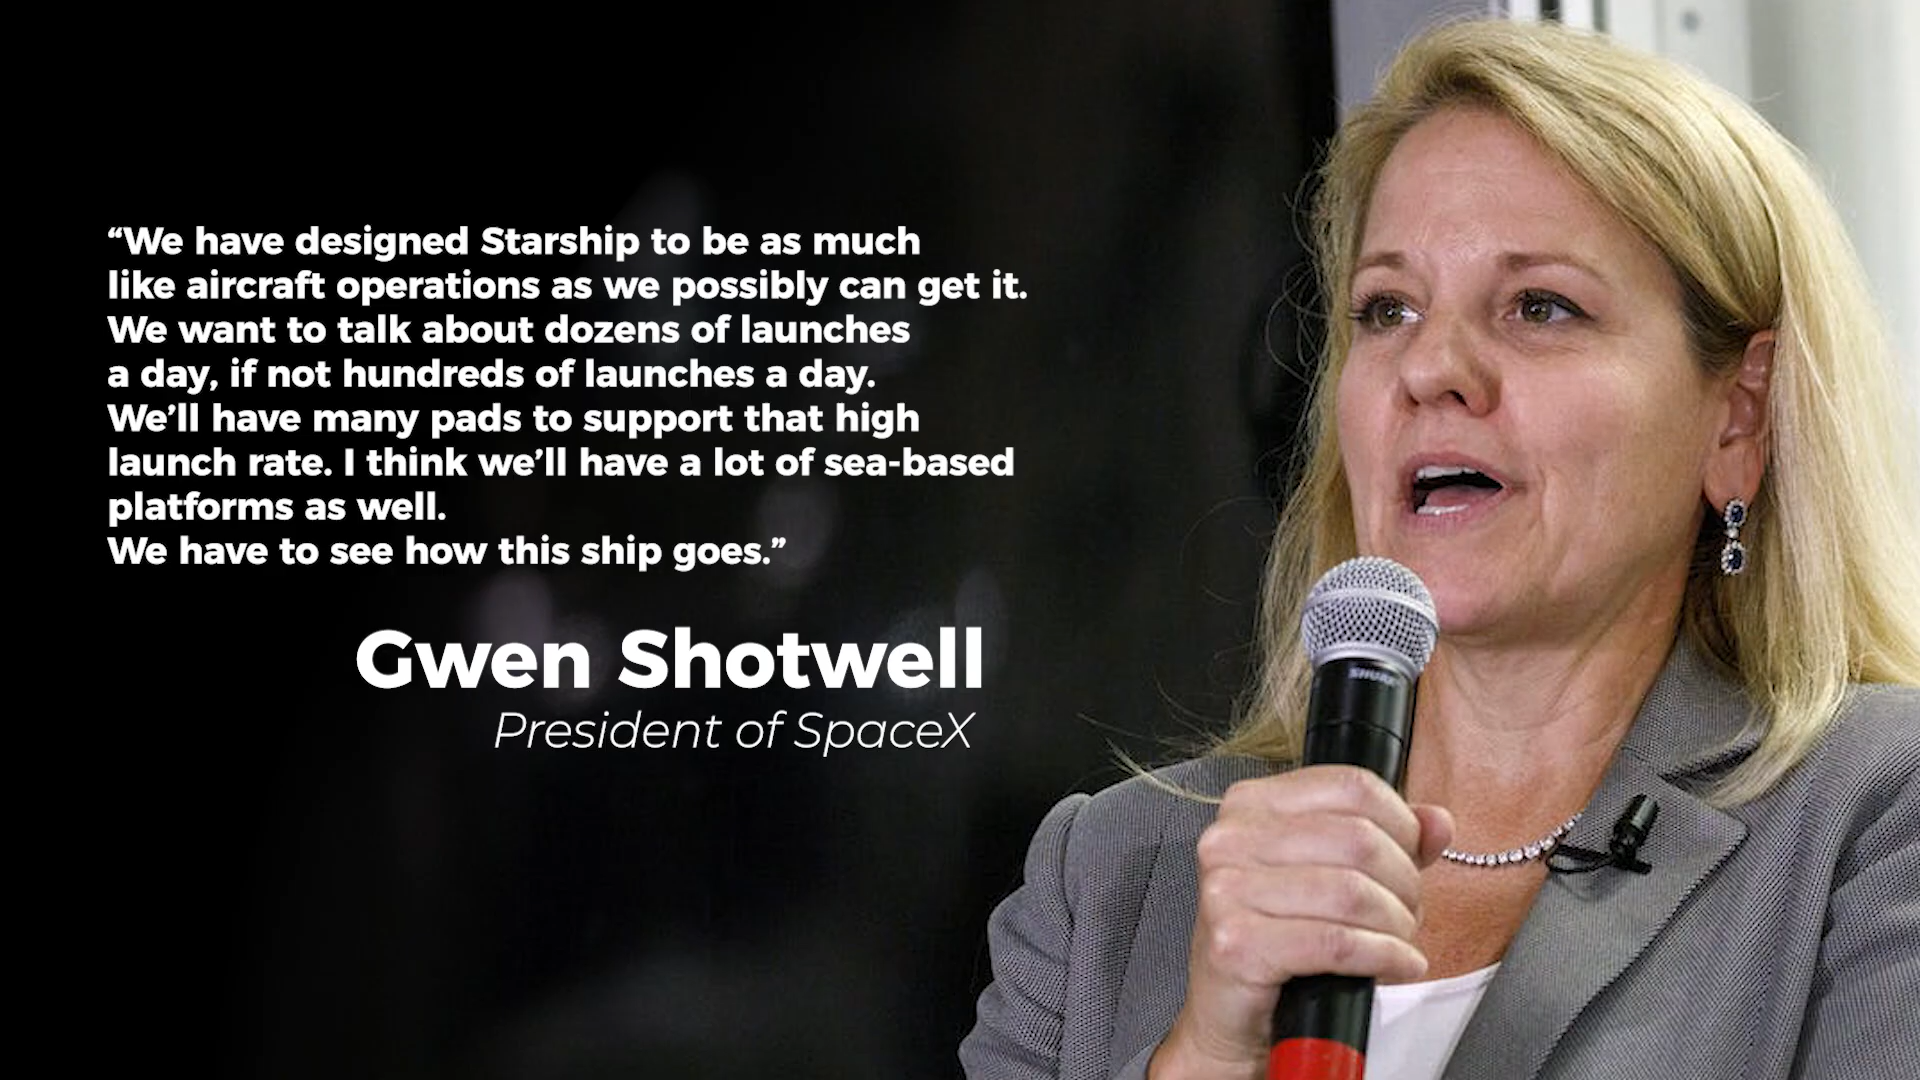 “We have designed Starship to be as much
like aircraft operations as we possibly can get it.
We want to talk about dozens of launches
a day, if not hundreds of launches a day.
We’ll have many pads to support that high
launch rate. I think we’ll have a lot of sea-based
platforms as well.
We have to see how this ship goes.”
Gwen Shotwell
President of SpaceX
SHURE